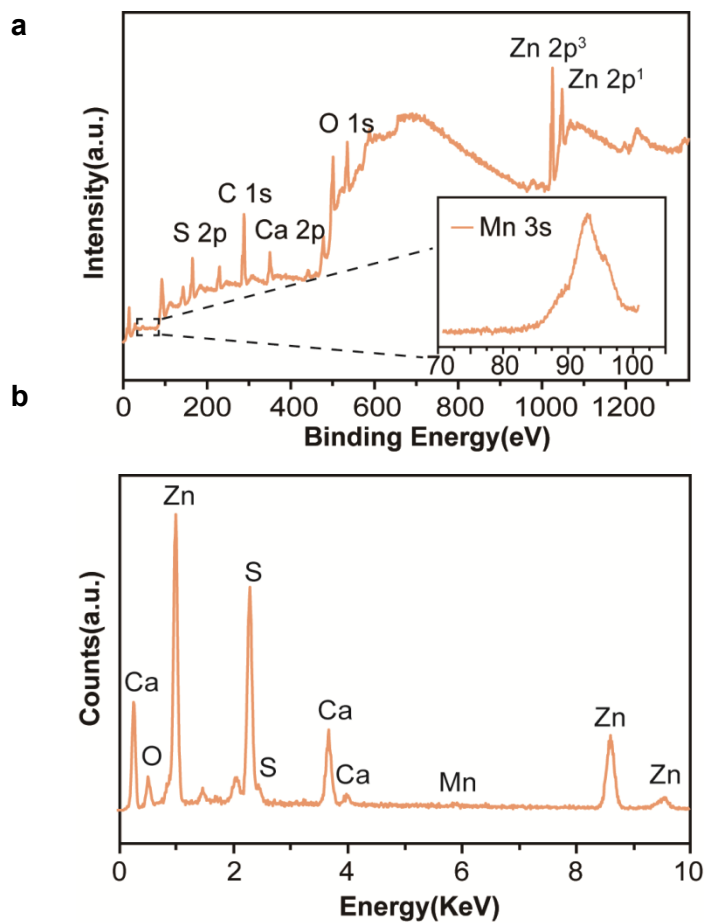 a
Intensity(a.u.)
Zn 2p³
Zn 2p¹
O 1s
C 1s
S 2p
Ca 2p
Mn 3s
70 80 90 100
0 200 400 600 800 1000 1200
Binding Energy(eV)
b
Counts(a.u.)
Zn
S
Ca
O
S
Ca
Ca
Mn
Zn
Zn
0 2 4 6 8 10
Energy(KeV)